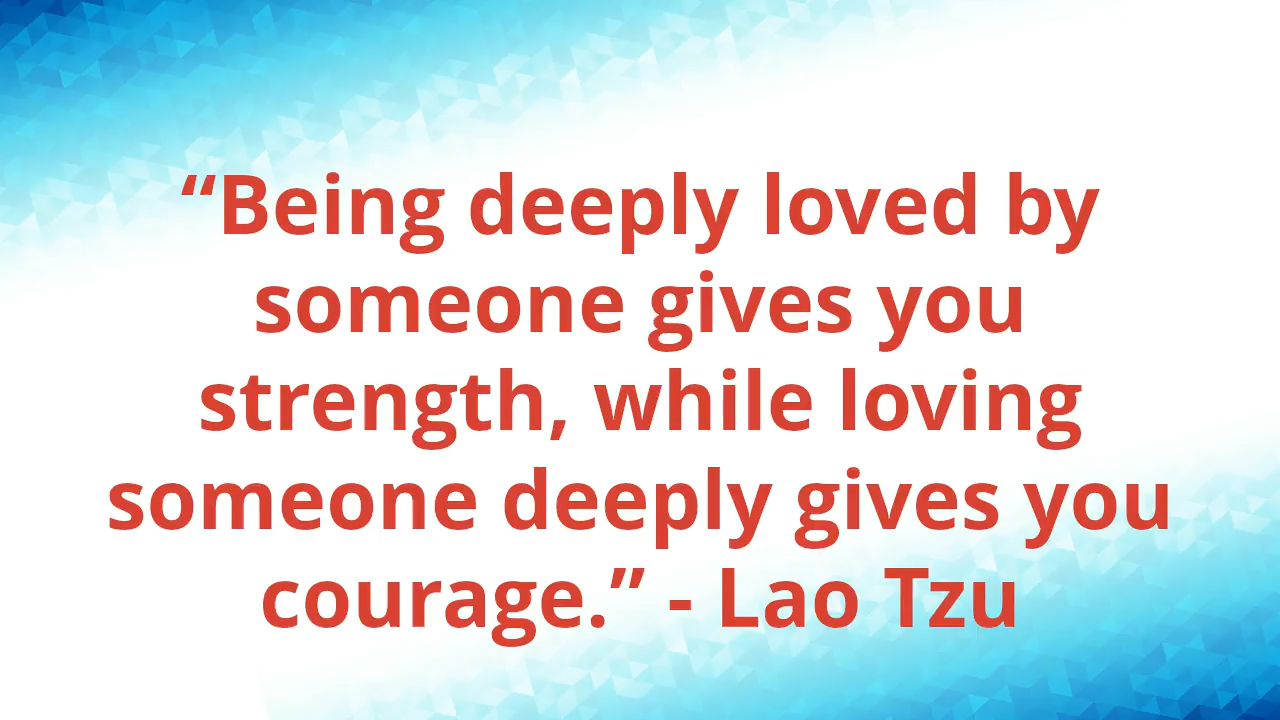 “Being deeply loved by
someone gives you
strength, while loving
someone deeply gives you
courage.” - Lao Tzu